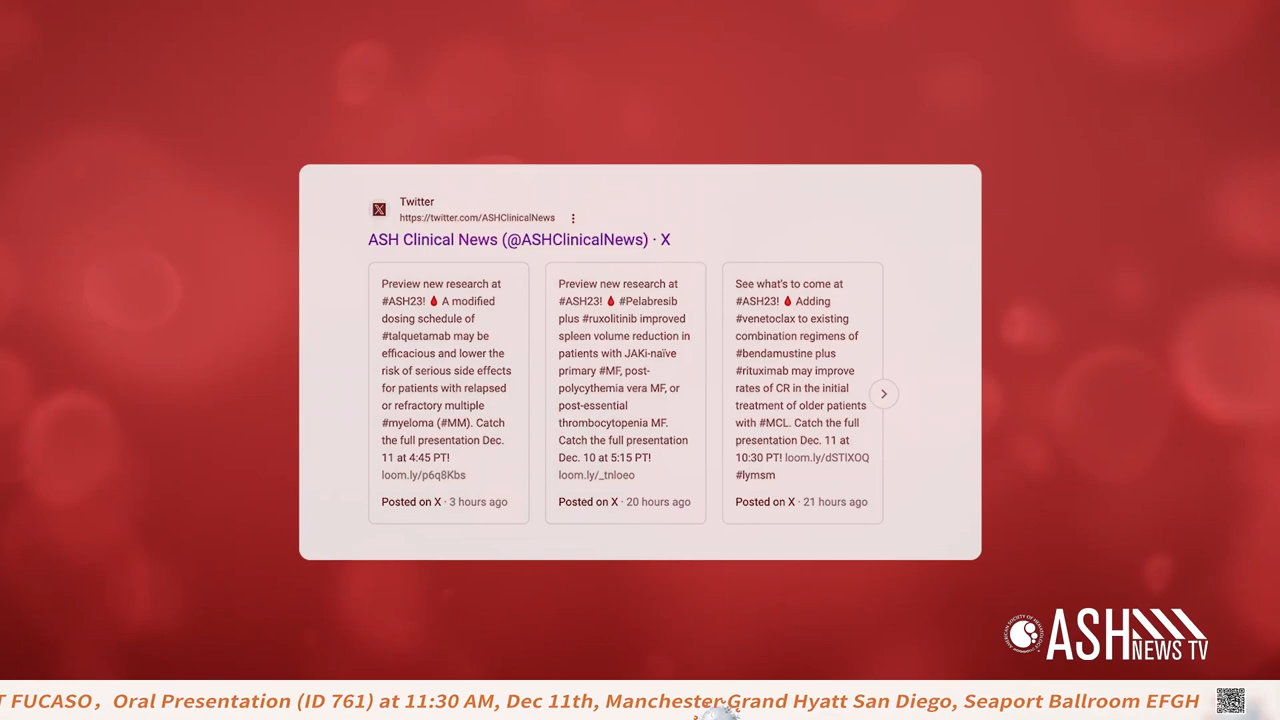 Twitter
https://twitter.com/ASHClinicalNews
ASH Clinical News (@ASHClinicalNews) · X
Preview new research at
#ASH23! 🩸 A modified
dosing schedule of
#talquetamab may be
efficacious and lower the
risk of serious side effects
for patients with relapsed
or refractory multiple
#myeloma (#MM). Catch
the full presentation Dec.
11 at 4:45 PT!
loom.ly/p6q8Kbs
Posted on X · 3 hours ago
Preview new research at
#ASH23! 🩸 #Pelabresib
plus #ruxolitinib improved
spleen volume reduction in
patients with JAKi-naïve
primary #MF, post-
polycythemia vera MF, or
post-essential
thrombocytopenia MF.
Catch the full presentation
Dec. 10 at 5:15 PT!
loom.ly/_tnloeo
Posted on X · 20 hours ago
See what's to come at
#ASH23! 🩸 Adding
#venetoclax to existing
combination regimens of
#bendamustine plus
#rituximab may improve
rates of CR in the initial
treatment of older patients
with #MCL. Catch the full
presentation Dec. 11 at
10:30 PT! loom.ly/dSTlXOQ
#lymsm
Posted on X · 21 hours ago
ASH
NEWS TV
T FUCASO, Oral Presentation (ID 761) at 11:30 AM, Dec 11th, Manchester Grand Hyatt San Diego, Seaport Ballroom EFGH